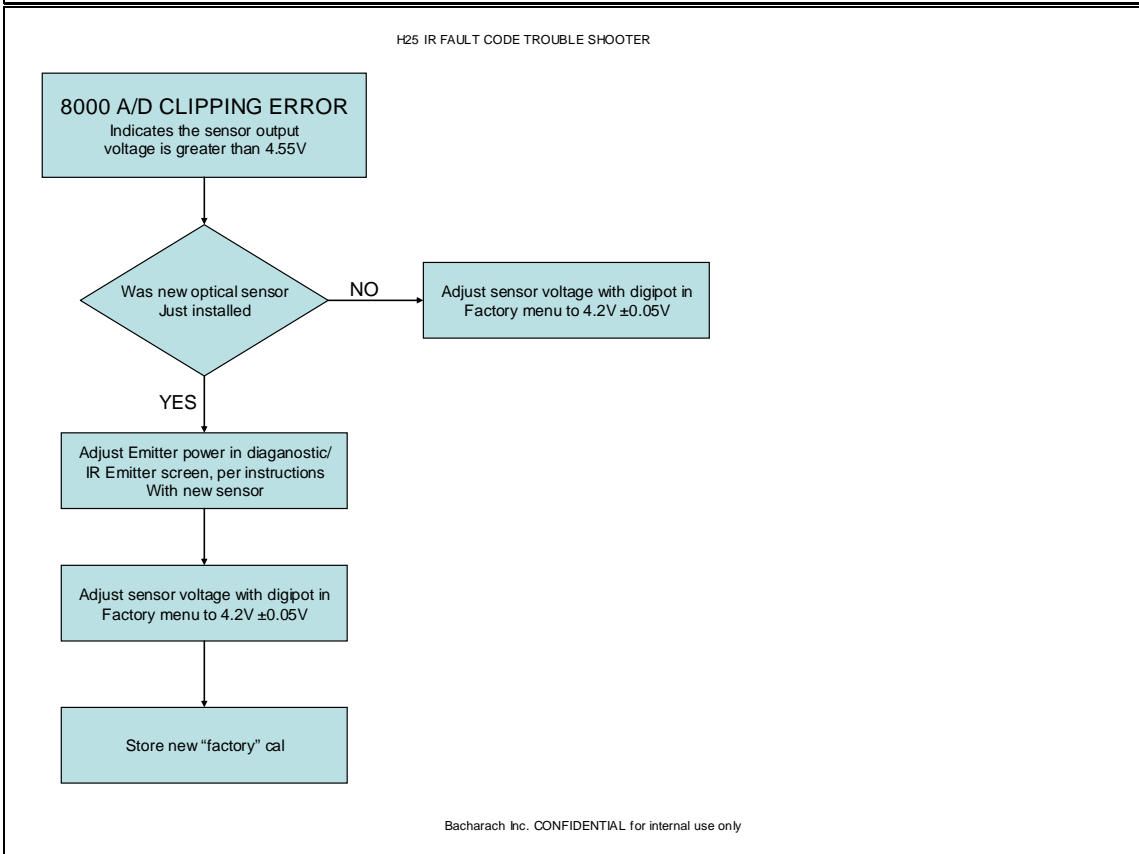 H25 IR FAULT CODE TROUBLE SHOOTER
8000 A/D CLIPPING ERROR
Indicates the sensor output
voltage is greater than 4.55V
Was new optical sensor
Just installed
NO
Adjust sensor voltage with digipot in
Factory menu to 4.2V ±0.05V
YES
Adjust Emitter power in diaganostic/
IR Emitter screen, per instructions
With new sensor
Adjust sensor voltage with digipot in
Factory menu to 4.2V ±0.05V
Store new “factory” cal
Bacharach Inc. CONFIDENTIAL for internal use only